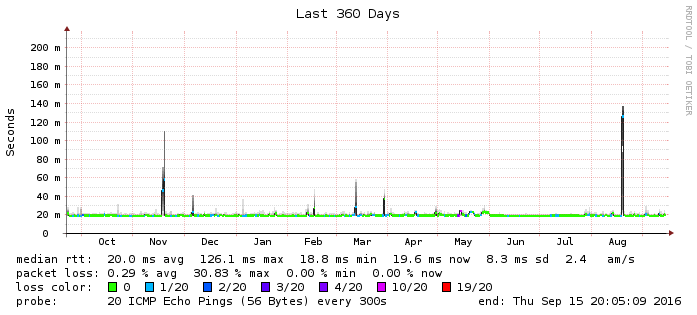 Last 360 Days
RRDTOOL / TOBI OETIKER
Seconds
200 m
180 m
160 m
140 m
120 m
100 m
80 m
60 m
40 m
20 m
0
Oct Nov Dec Jan Feb Mar Apr May Jun Jul Aug
median rtt: 20.0 ms avg 126.1 ms max 18.8 ms min 19.6 ms now 8.3 ms sd 2.4 am/s
packet loss: 0.29 % avg 30.83 % max 0.00 % min 0.00 % now
loss color: 0 1/20 2/20 3/20 4/20 10/20 19/20
probe: 20 ICMP Echo Pings (56 Bytes) every 300s end: Thu Sep 15 20:05:09 2016